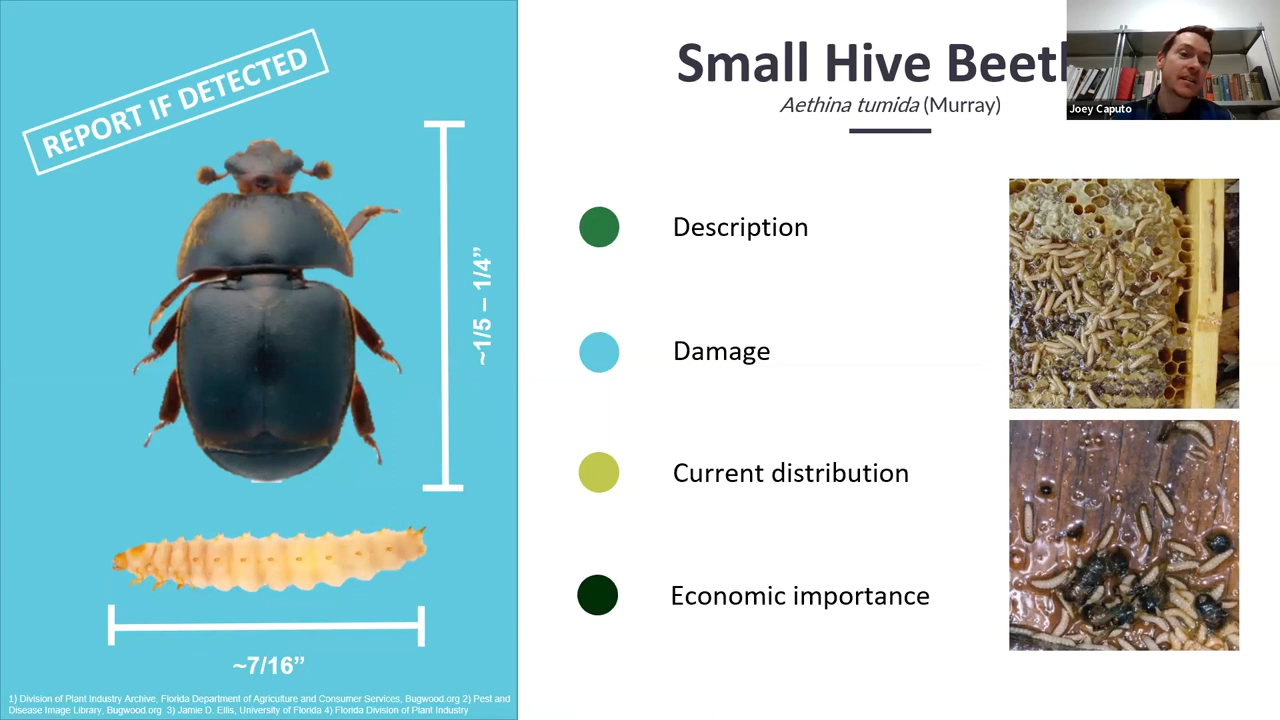 REPORT IF DETECTED
Small Hive Beetl
Aethina tumida (Murray)
Joey Caputo
~1/5 – 1/4”
Description
Damage
Current distribution
Economic importance
~7/16”
1) Division of Plant Industry Archive, Florida Department of Agriculture and Consumer Services, Bugwood.org 2) Pest and
Disease Image Library, Bugwood.org 3) Jamie D. Ellis, University of Florida 4) Florida Division of Plant Industry